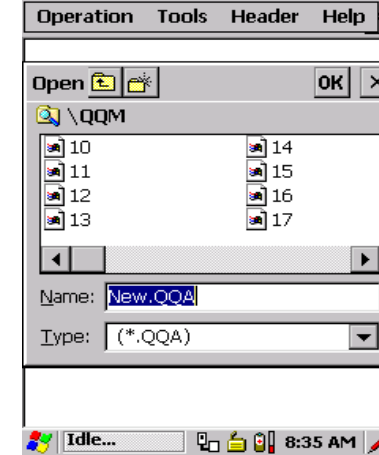 Operation Tools Header Help
Open OK ×
\QQM
10 14
11 15
12 16
13 17
Name: New.QQA
Type: (*.QQA)
Idle... 8:35 AM